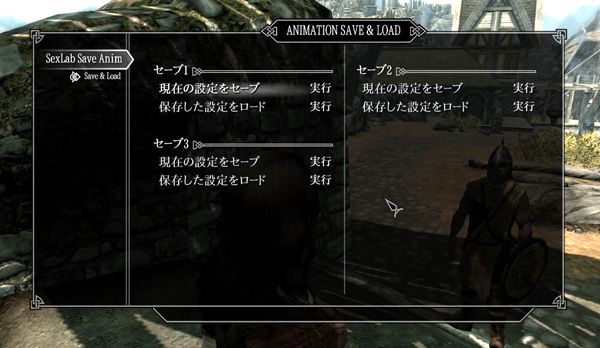 ANIMATION SAVE & LOAD
SexLab Save Anim
Save & Load
セーブ1
現在の設定をセーブ 実行
保存した設定をロード 実行
セーブ2
現在の設定をセーブ 実行
保存した設定をロード 実行
セーブ3
現在の設定をセーブ 実行
保存した設定をロード 実行